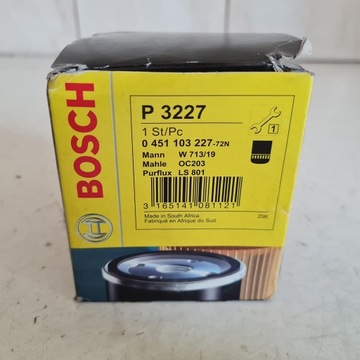 BOSCH
P 3227
1 St/Pc
0 451 103 227-72N
Mann W 713/19
Mahle OC203
Purflux LS 801
1
3 165141 081121
Made in South Africa
Fabriqué en Afrique du Sud
25K